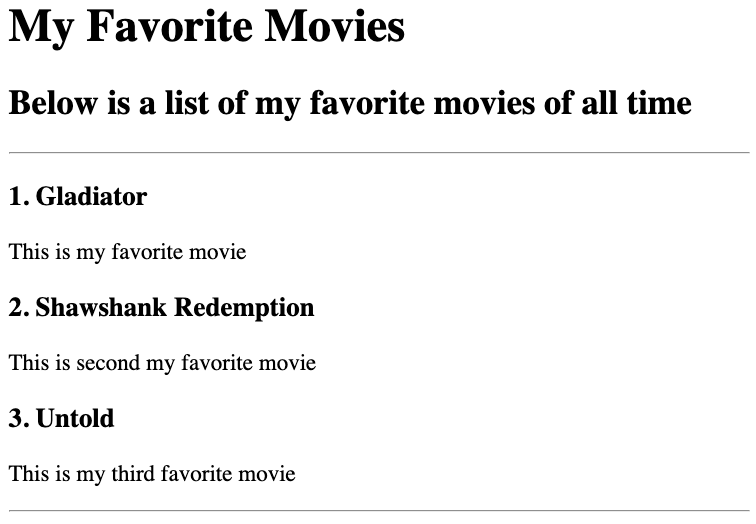 My Favorite Movies
Below is a list of my favorite movies of all time
1. Gladiator
This is my favorite movie
2. Shawshank Redemption
This is second my favorite movie
3. Untold
This is my third favorite movie